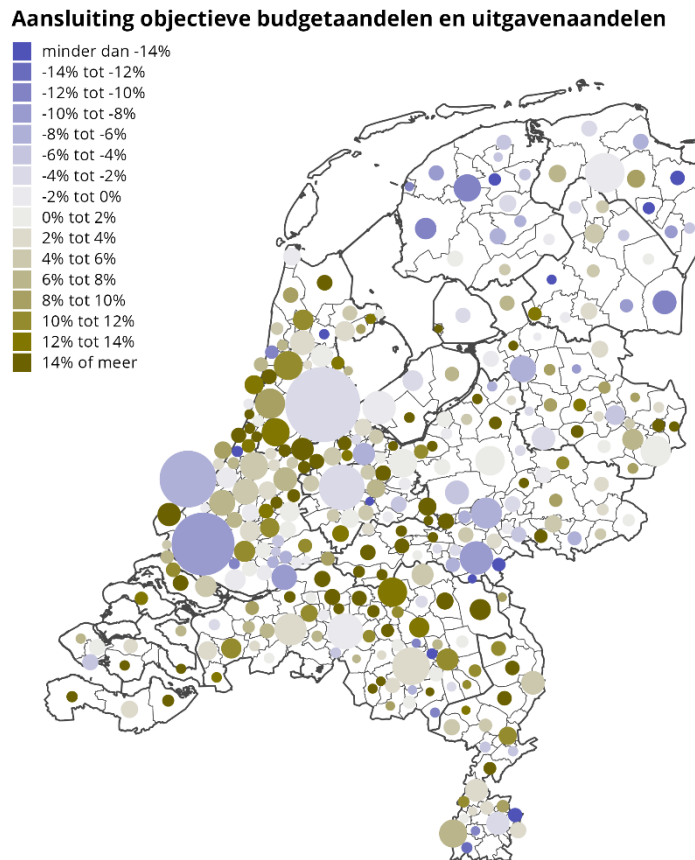 Aansluiting objectieve budgetaandelen en uitgavenaandelen
minder dan -14%
-14% tot -12%
-12% tot -10%
-10% tot -8%
-8% tot -6%
-6% tot -4%
-4% tot -2%
-2% tot 0%
0% tot 2%
2% tot 4%
4% tot 6%
6% tot 8%
8% tot 10%
10% tot 12%
12% tot 14%
14% of meer